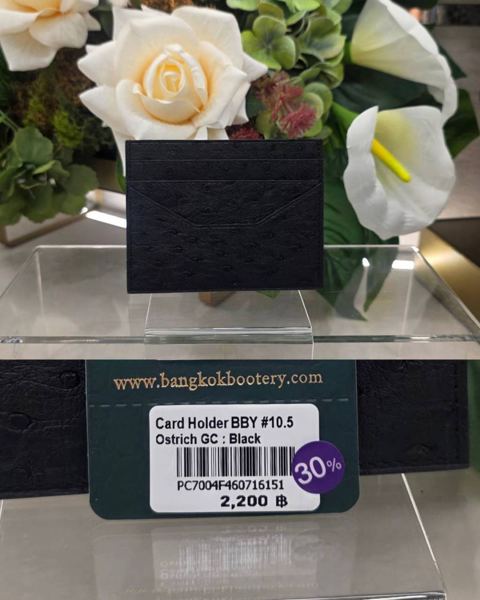 www.bangkokbootery.com
Card Holder BBY #10.5
Ostrich GC : Black
30%
PC7004F460716151
2,200 ฿